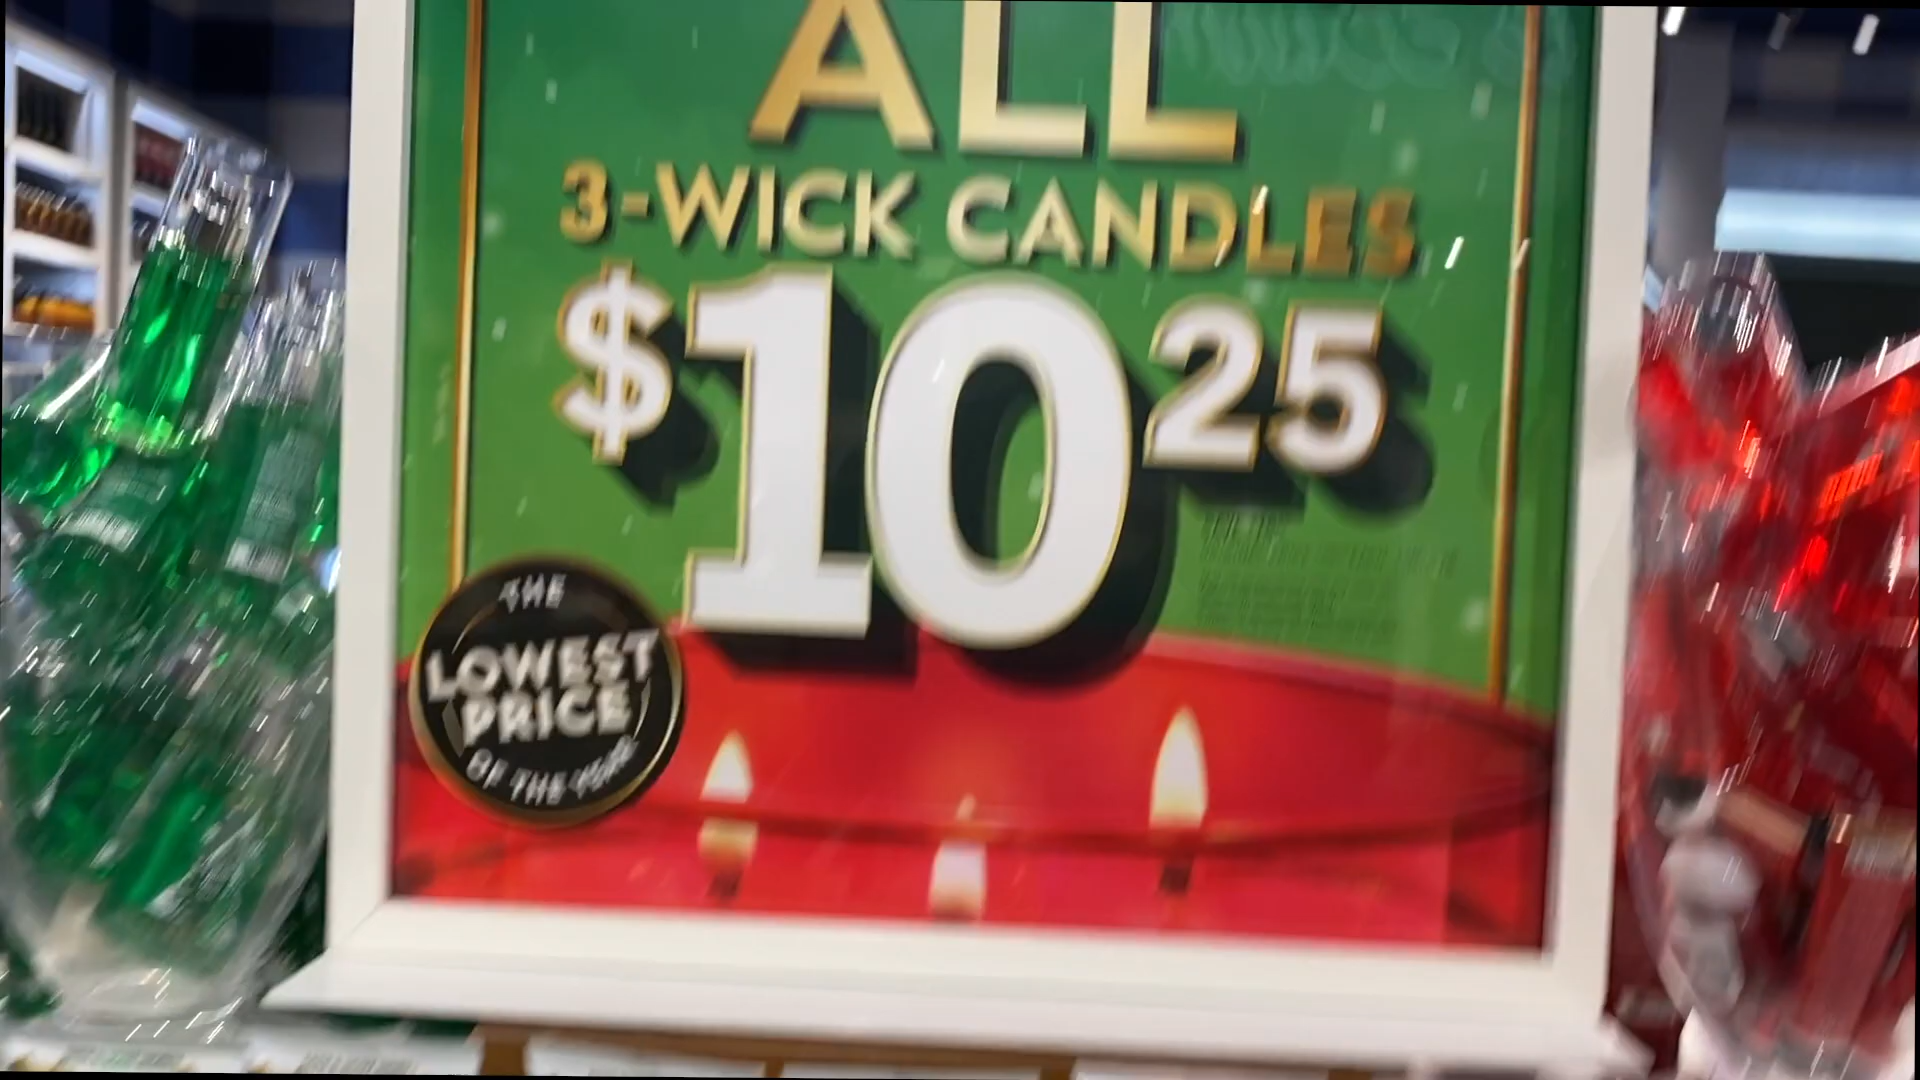 ALL
3-WICK CANDLES
$10 25
THE
LOWEST
PRICE
OF THE YEAR